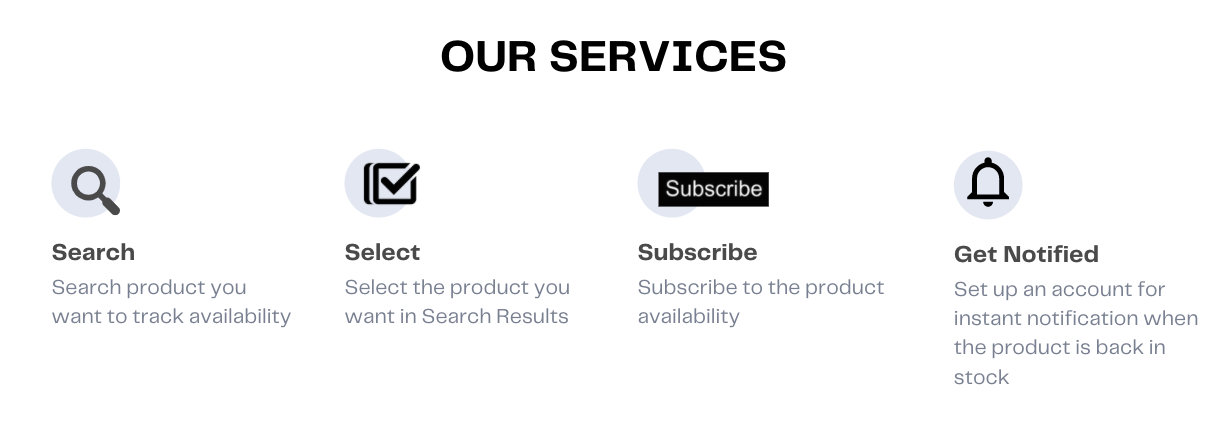 OUR SERVICES
Subscribe
Search
Search product you
want to track availability
Select
Select the product you
want in Search Results
Subscribe
Subscribe to the product
availability
Get Notified
Set up an account for
instant notification when
the product is back in
stock